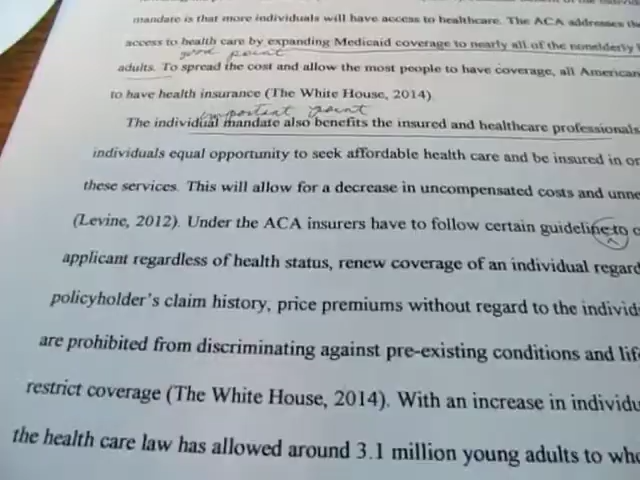 mandate is that more individuals will have access to healthcare. The ACA addresses the
access to health care by expanding Medicaid coverage to nearly all of the nonelderly
good point
adults. To spread the cost and allow the most people to have coverage, all American
to have health insurance (The White House, 2014).
important point
The individual mandate also benefits the insured and healthcare professionals
individuals equal opportunity to seek affordable health care and be insured in or
these services. This will allow for a decrease in uncompensated costs and unne
(Levine, 2012). Under the ACA insurers have to follow certain guideline to
applicant regardless of health status, renew coverage of an individual regard
policyholder's claim history, price premiums without regard to the individ
are prohibited from discriminating against pre-existing conditions and lif
restrict coverage (The White House, 2014). With an increase in individu
the health care law has allowed around 3.1 million young adults to who